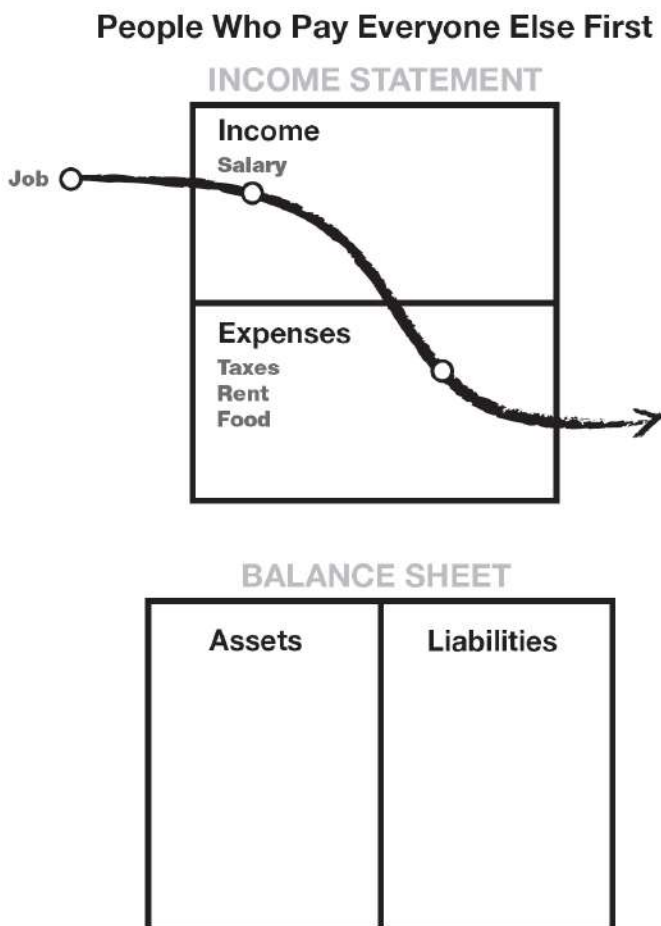 People Who Pay Everyone Else First
INCOME STATEMENT
Income
Salary
Job
Expenses
Taxes
Rent
Food
BALANCE SHEET
Assets
Liabilities